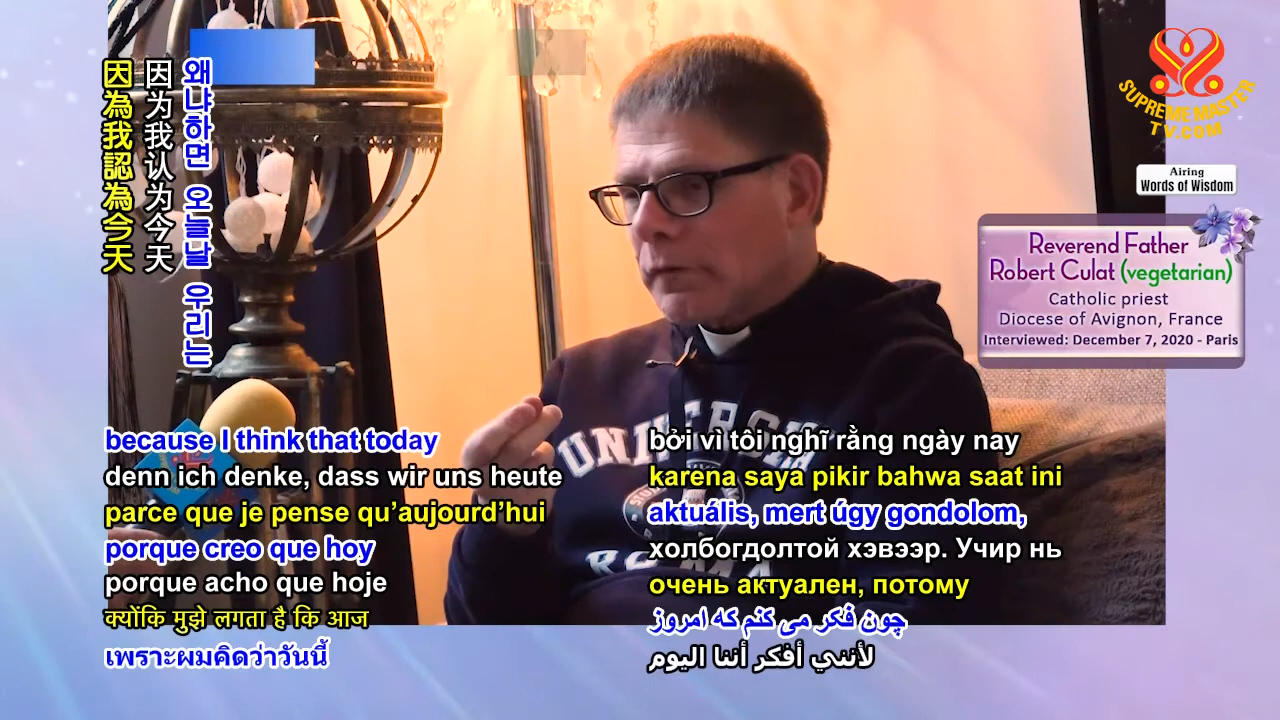 因為我認為今天
因为我认为今天
왜냐하면 오늘날 우리는
SUPREMEMASTER
TV.COM
Airing
Words of Wisdom
Reverend Father
Robert Culat (vegetarian)
Catholic priest
Diocese of Avignon, France
Interviewed: December 7, 2020 - Paris
UNIVERSITY
ROMA
because I think that today
denn ich denke, dass wir uns heute
parce que je pense qu’aujourd’hui
porque creo que hoy
porque acho que hoje
क्योंकि मुझे लगता है कि आज
เพราะผมคิดว่าวันนี้
bởi vì tôi nghĩ rằng ngày nay
karena saya pikir bahwa saat ini
aktuális, mert úgy gondolom,
холбогдолтой хэвээр. Учир нь
очень актуален, потому
چون فکر می کنم که امروز
لأنني أفكر أننا اليوم